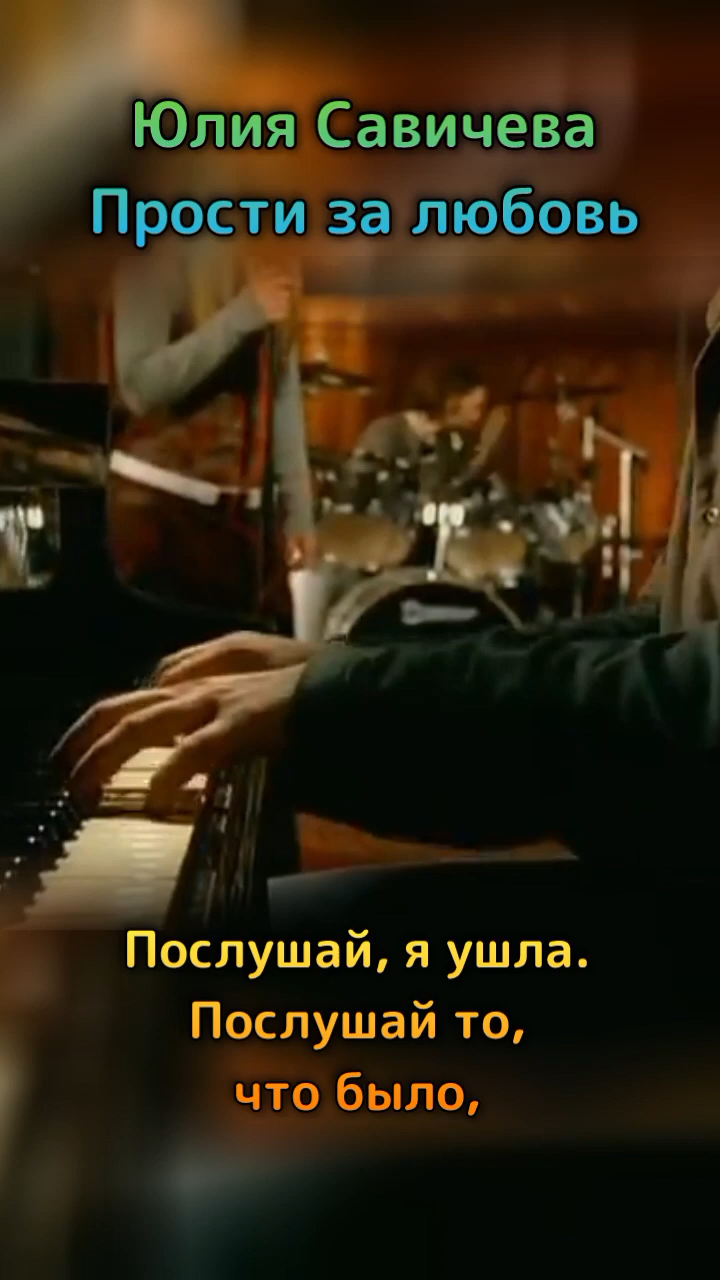 Юлия Савичева
Прости за любовь
Послушай, я ушла.
Послушай то,
что было,